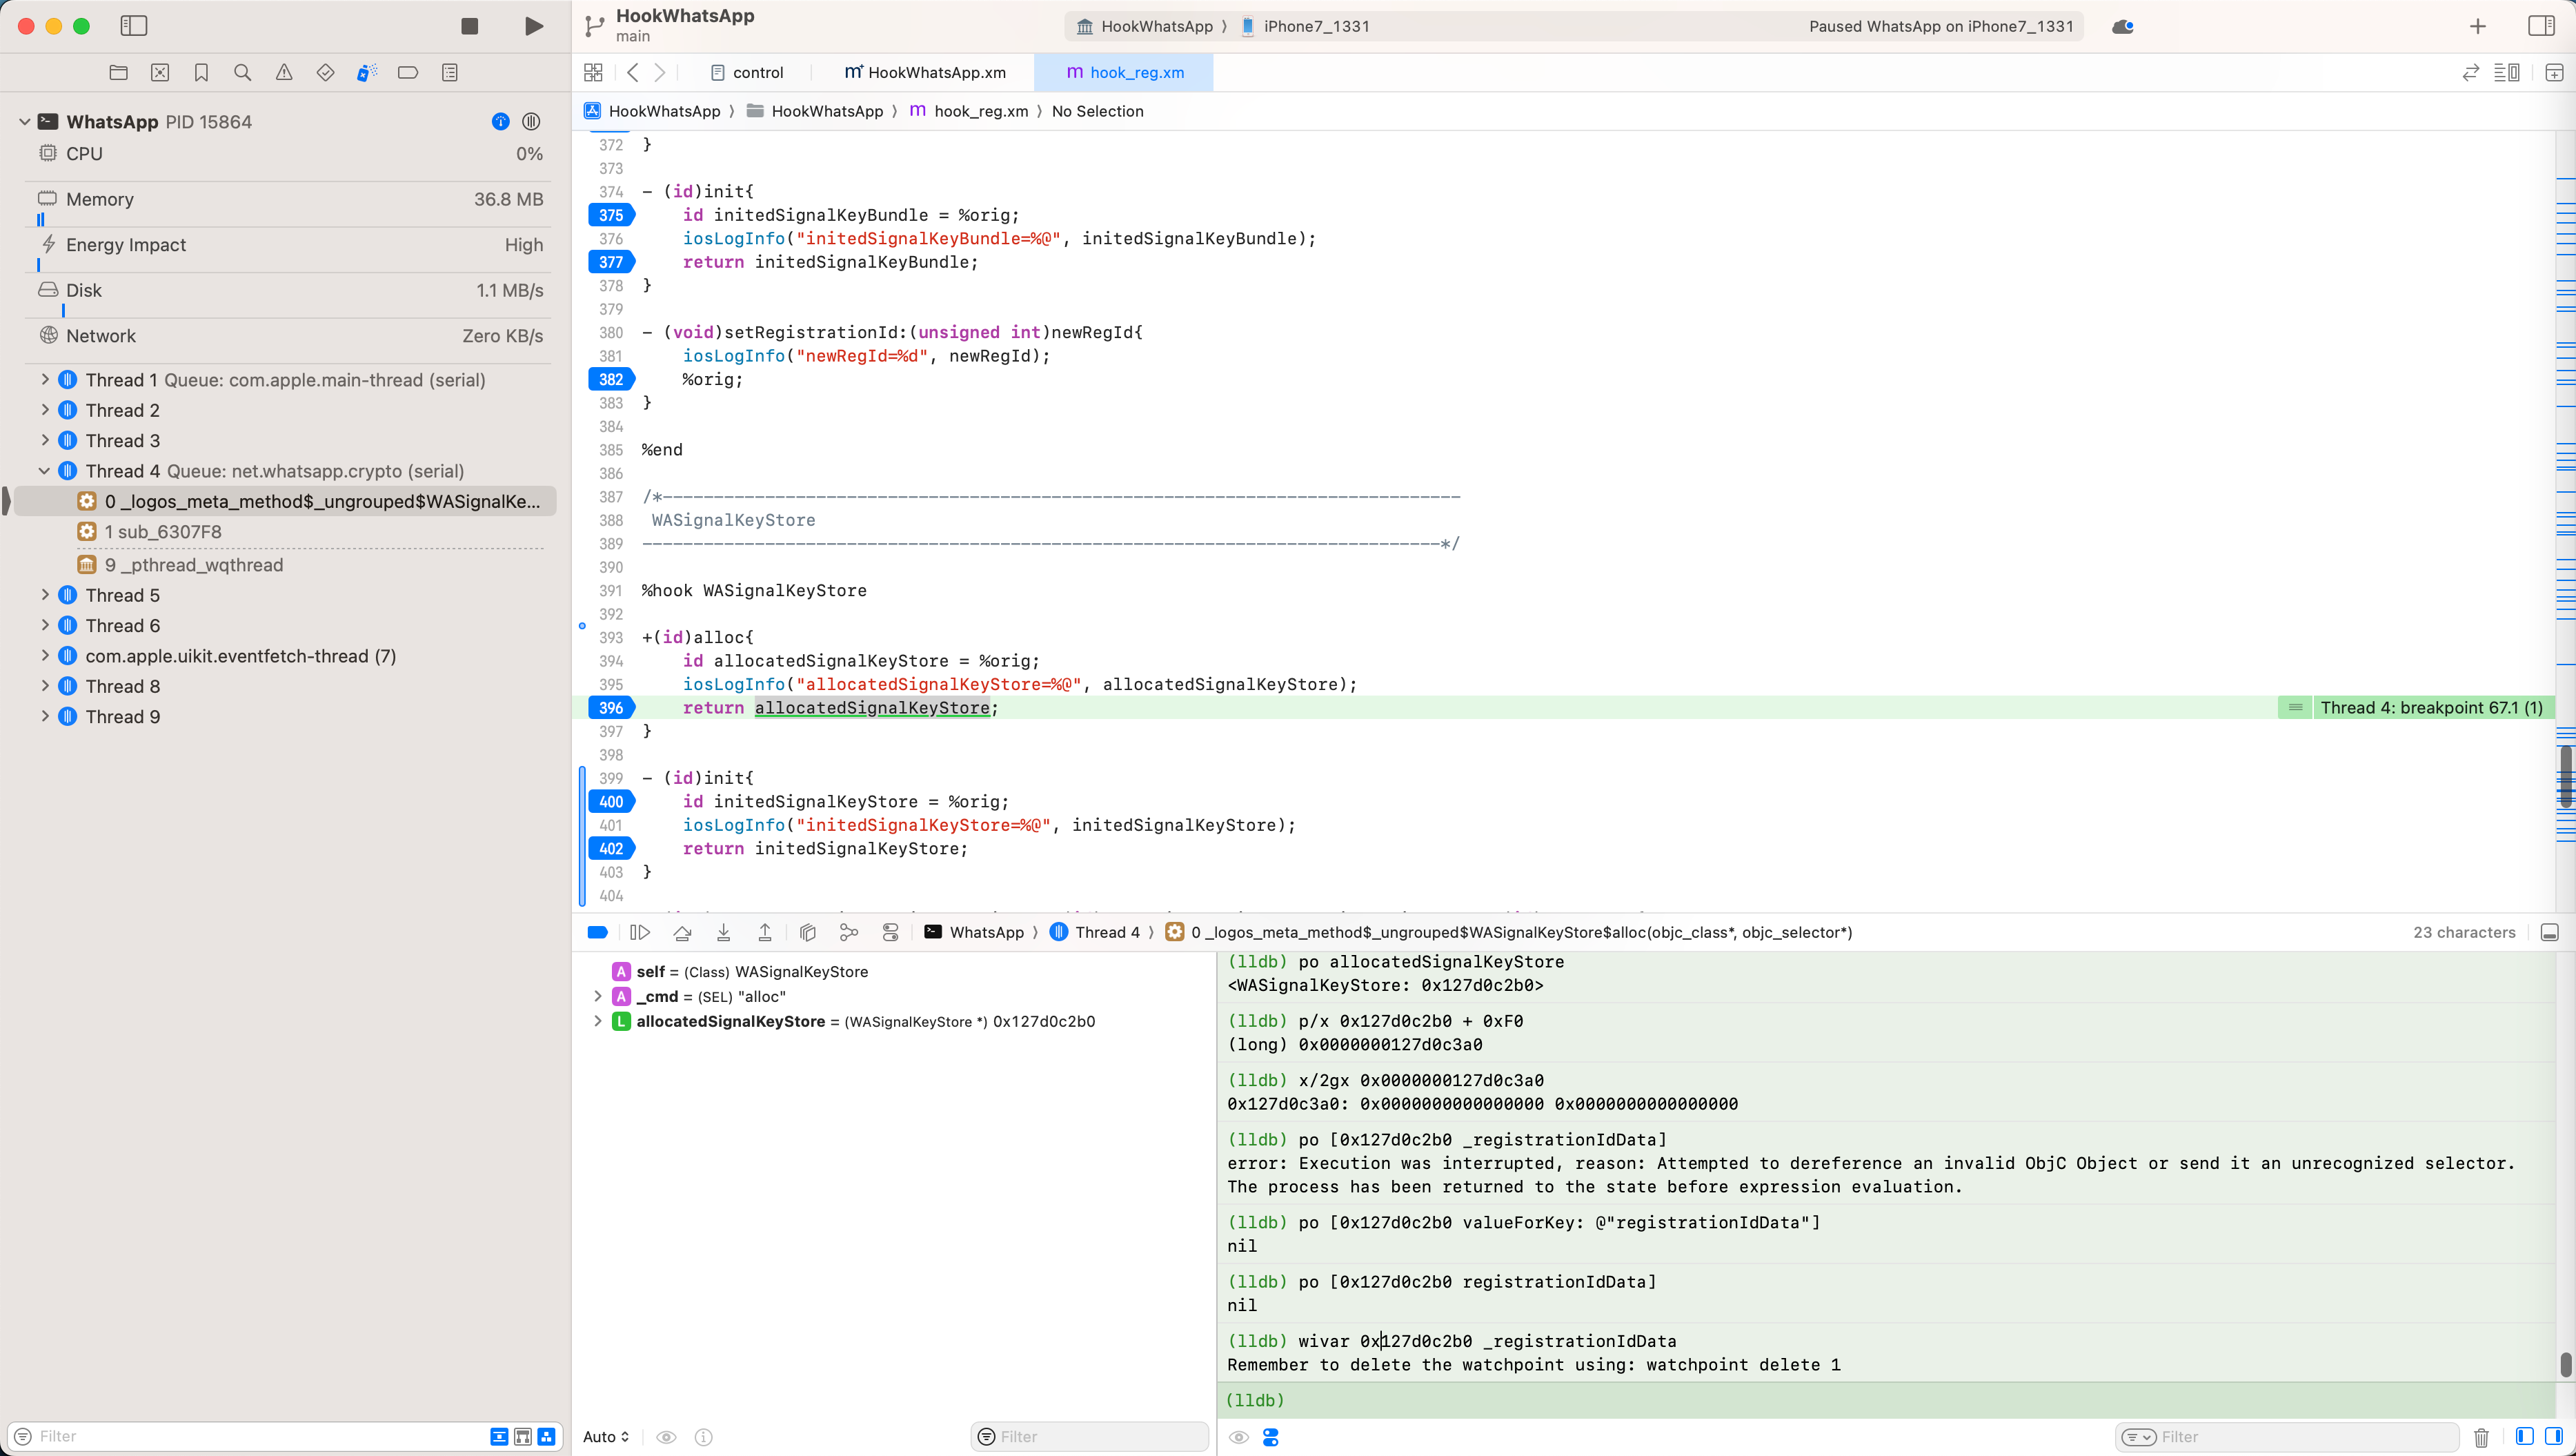 HookWhatsApp
main
HookWhatsApp 〉 iPhone7_1331
Paused WhatsApp on iPhone7_1331
control
HookWhatsApp.xm
hook_reg.xm
HookWhatsApp 〉 HookWhatsApp 〉 hook_reg.xm 〉 No Selection
WhatsApp PID 15864
CPU 0%
Memory 36.8 MB
Energy Impact High
Disk 1.1 MB/s
Network Zero KB/s
Thread 1 Queue: com.apple.main-thread (serial)
Thread 2
Thread 3
Thread 4 Queue: net.whatsapp.crypto (serial)
0 _logos_meta_method$_ungrouped$WASignalKe...
1 sub_6307F8
9 _pthread_wqthread
Thread 5
Thread 6
com.apple.uikit.eventfetch-thread (7)
Thread 8
Thread 9
Filter
372 }
373
374 - (id)init{
375 id initedSignalKeyBundle = %orig;
376 iosLogInfo("initedSignalKeyBundle=%@", initedSignalKeyBundle);
377 return initedSignalKeyBundle;
378 }
379
380 - (void)setRegistrationId:(unsigned int)newRegId{
381 iosLogInfo("newRegId=%d", newRegId);
382 %orig;
383 }
384
385 %end
386
387 /*------------------------------------------------------------------------------
388 WASignalKeyStore
389 ------------------------------------------------------------------------------*/
390
391 %hook WASignalKeyStore
392
393 +(id)alloc{
394 id allocatedSignalKeyStore = %orig;
395 iosLogInfo("allocatedSignalKeyStore=%@", allocatedSignalKeyStore);
396 return allocatedSignalKeyStore;
Thread 4: breakpoint 67.1 (1)
397 }
398
399 - (id)init{
400 id initedSignalKeyStore = %orig;
401 iosLogInfo("initedSignalKeyStore=%@", initedSignalKeyStore);
402 return initedSignalKeyStore;
403 }
404
WhatsApp 〉 Thread 4 〉 0 _logos_meta_method$_ungrouped$WASignalKeyStore$alloc(objc_class*, objc_selector*)
23 characters
A self = (Class) WASignalKeyStore
A _cmd = (SEL) "alloc"
L allocatedSignalKeyStore = (WASignalKeyStore *) 0x127d0c2b0
Auto
Filter
(lldb) po allocatedSignalKeyStore
<WASignalKeyStore: 0x127d0c2b0>
(lldb) p/x 0x127d0c2b0 + 0xF0
(long) 0x0000000127d0c3a0
(lldb) x/2gx 0x0000000127d0c3a0
0x127d0c3a0: 0x0000000000000000 0x0000000000000000
(lldb) po [0x127d0c2b0 _registrationIdData]
error: Execution was interrupted, reason: Attempted to dereference an invalid ObjC Object or send it an unrecognized selector.
The process has been returned to the state before expression evaluation.
(lldb) po [0x127d0c2b0 valueForKey: @"registrationIdData"]
nil
(lldb) po [0x127d0c2b0 registrationIdData]
nil
(lldb) wivar 0x127d0c2b0 _registrationIdData
Remember to delete the watchpoint using: watchpoint delete 1
(lldb)
Filter